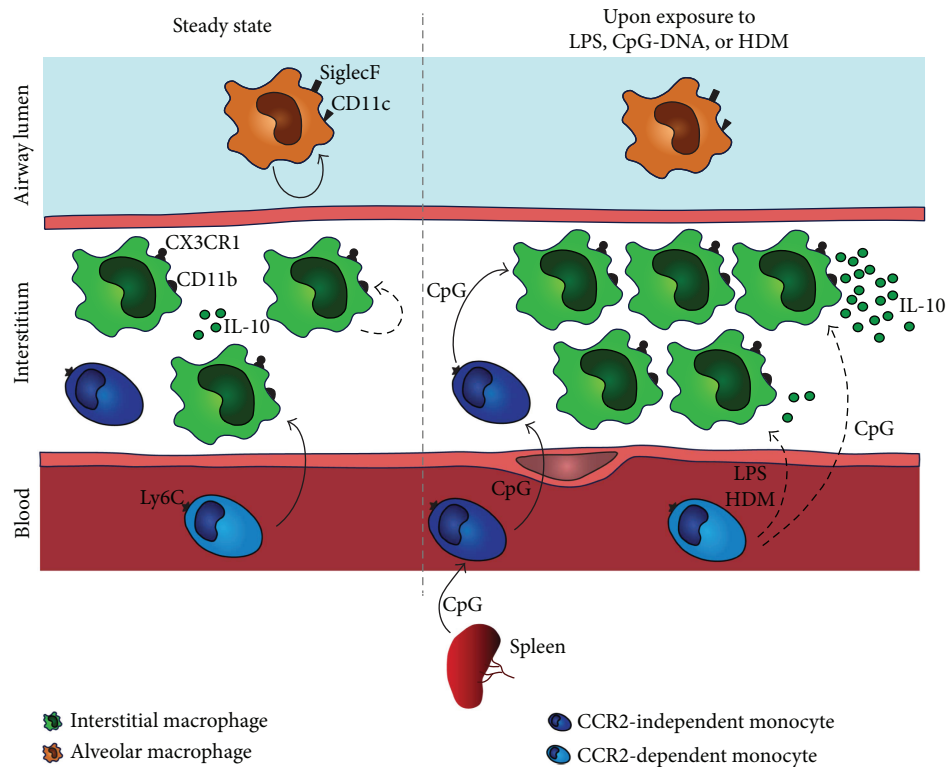 Steady state
Upon exposure to
LPS, CpG-DNA, or HDM
Airway lumen
SiglecF
CD11c
Interstitium
CX3CR1
CD11b
IL-10
CpG
IL-10
CpG
Blood
Ly6C
CpG
LPS
HDM
CpG
Spleen
Interstitial macrophage
Alveolar macrophage
CCR2-independent monocyte
CCR2-dependent monocyte